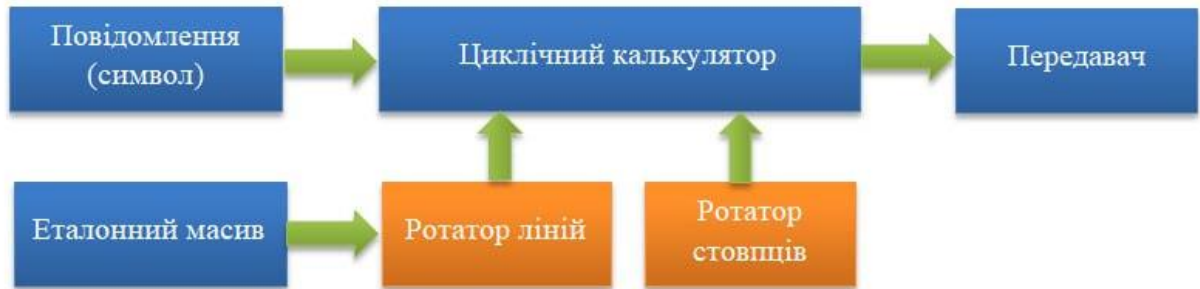 Повідомлення
(символ)
Циклічний калькулятор
Передавач
Еталонний масив
Ротатор ліній
Ротатор
стовпців